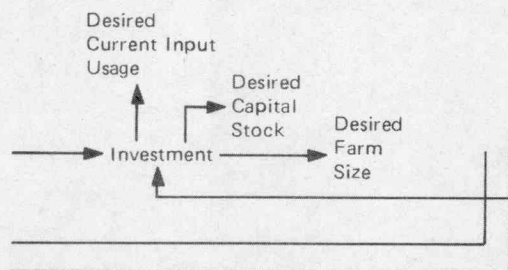 Desired
Current Input
Usage
Desired
Capital
Stock
Desired
Farm
Size
Investment